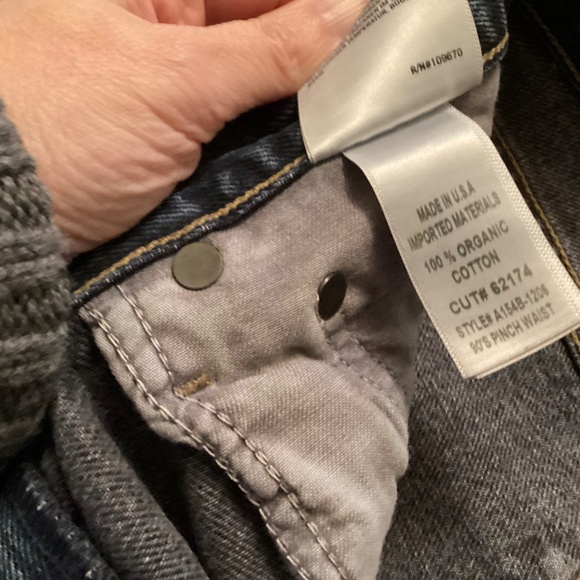 R/N#109670
MADE IN U.S.A
IMPORTED MATERIALS
100 % ORGANIC
COTTON
CUT# 62174
STYLE# A154B-1206
90'S PINCH WAIST